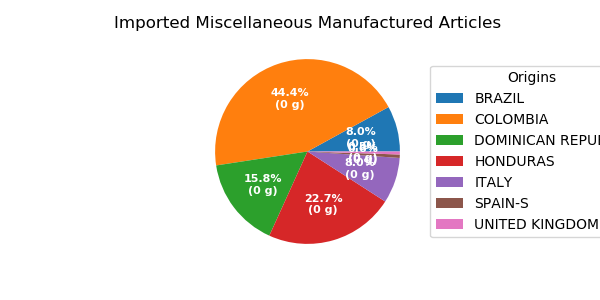 Imported Miscellaneous Manufactured Articles
44.4%
(0 g)
8.0%
(0 g)
15.8%
(0 g)
22.7%
(0 g)
8.0%
(0 g)
Origins
BRAZIL
COLOMBIA
DOMINICAN REPU
HONDURAS
ITALY
SPAIN-S
UNITED KINGDOM